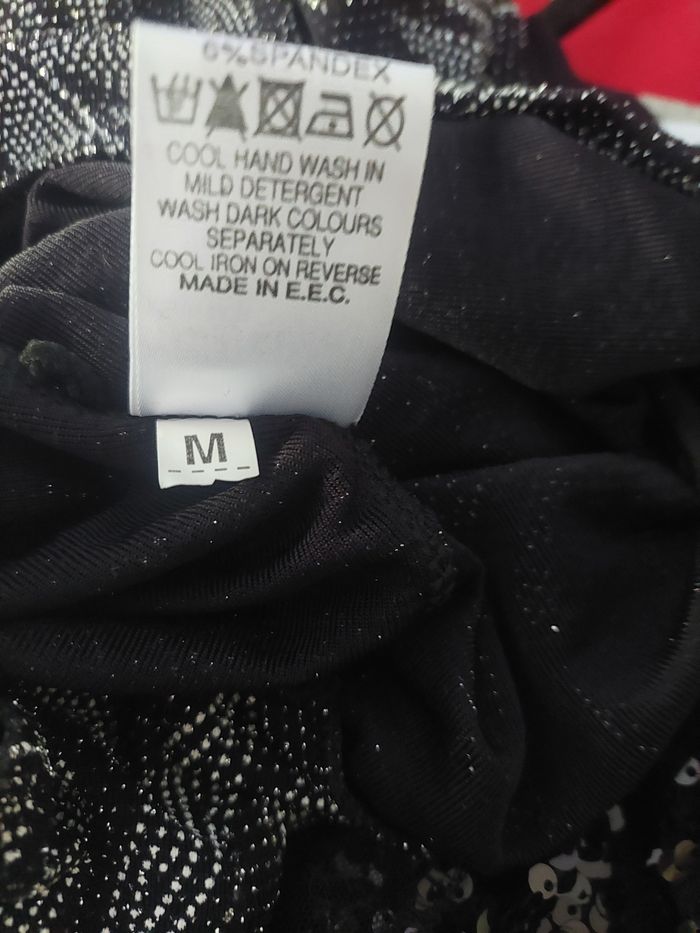 6% SPANDEX
COOL HAND WASH IN
MILD DETERGENT
WASH DARK COLOURS
SEPARATELY
COOL IRON ON REVERSE
MADE IN E.E.C.
M